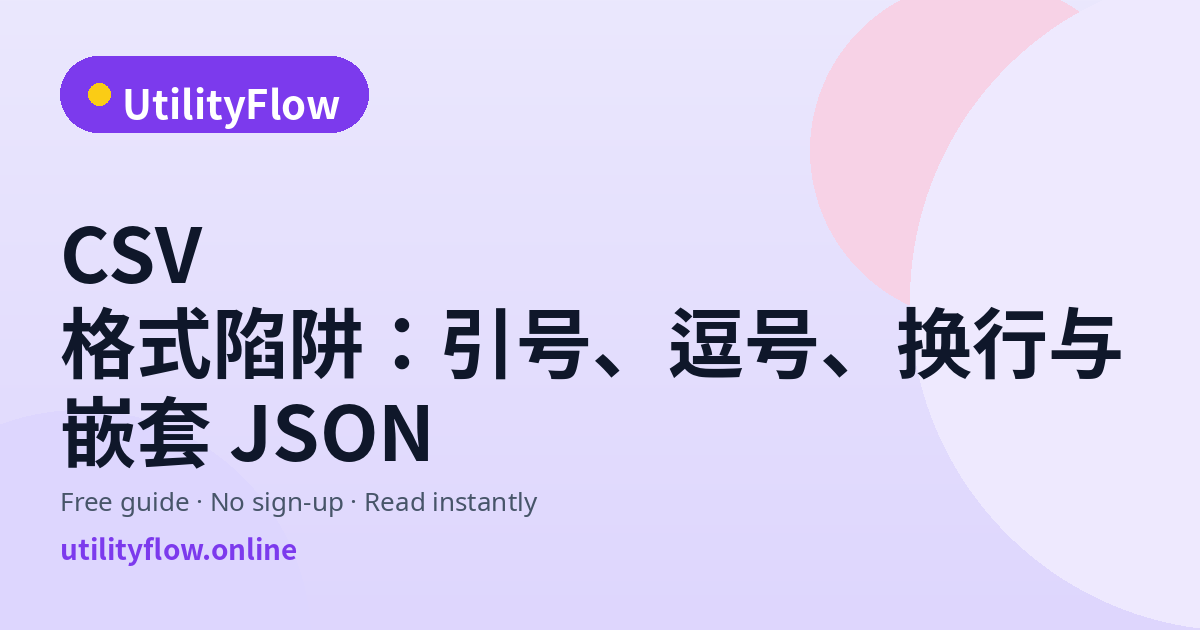 UtilityFlow
CSV
格式陷阱：引号、逗号、换行与
嵌套 JSON
Free guide · No sign-up · Read instantly
utilityflow.online